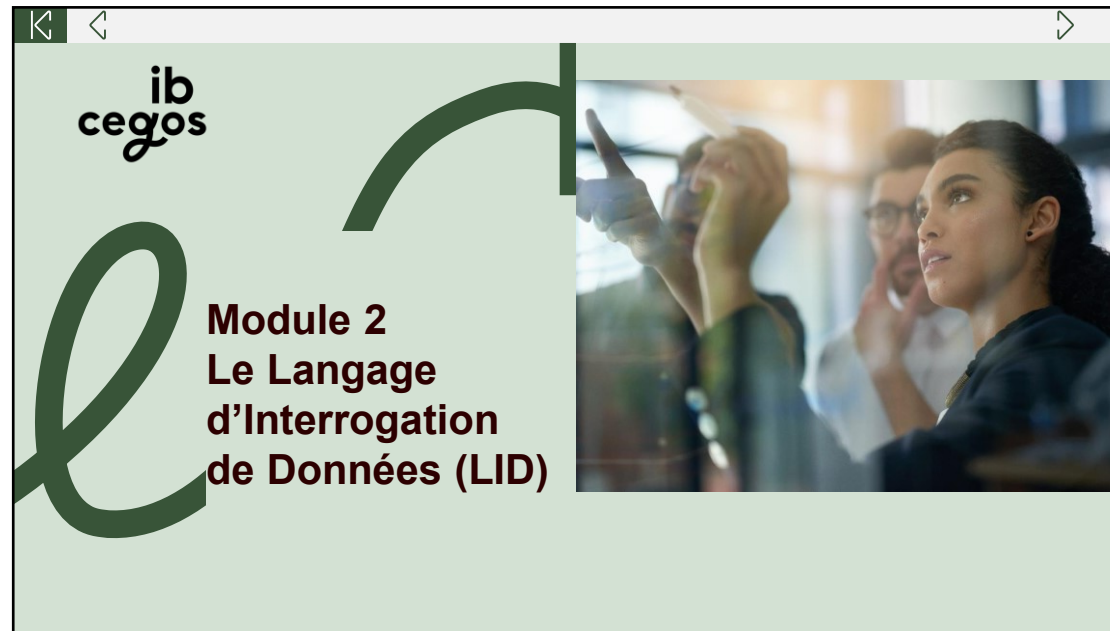 ib
cegos
Module 2
Le Langage
d’Interrogation
de Données (LID)